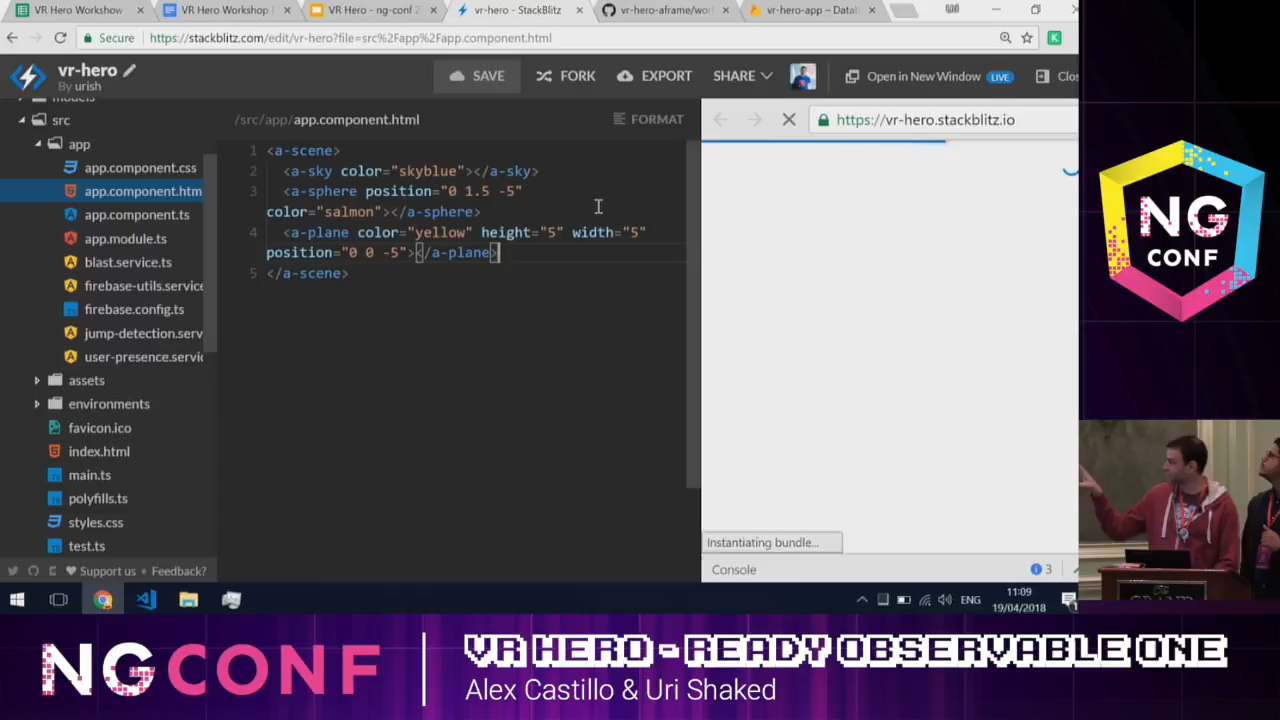 VR Hero Workshow
VR Hero Workshop
VR Hero - ng-conf 2
vr-hero - StackBlitz
vr-hero-aframe/wor
vr-hero-app – Datab
Secure
https://stackblitz.com/edit/vr-hero?file=src%2Fapp%2Fapp.component.html
vr-hero
By urish
SAVE
FORK
EXPORT
SHARE
Open in New Window
LIVE
Clos
models
src
app
app.component.css
app.component.htm
app.component.ts
app.module.ts
blast.service.ts
firebase-utils.service
firebase.config.ts
jump-detection.serv
user-presence.servic
assets
environments
favicon.ico
index.html
main.ts
polyfills.ts
styles.css
test.ts
Support us
Feedback?
/src/app/app.component.html
FORMAT
1 <a-scene>
2 <a-sky color="skyblue"></a-sky>
3 <a-sphere position="0 1.5 -5"
color="salmon"></a-sphere>
4 <a-plane color="yellow" height="5" width="5"
position="0 0 -5"></a-plane>
5 </a-scene>
https://vr-hero.stackblitz.io
Instantiating bundle...
Console
3
ENG
11:09
19/04/2018
NG
CONF
NGCONF
VR HERO - READY OBSERVABLE ONE
Alex Castillo & Uri Shaked